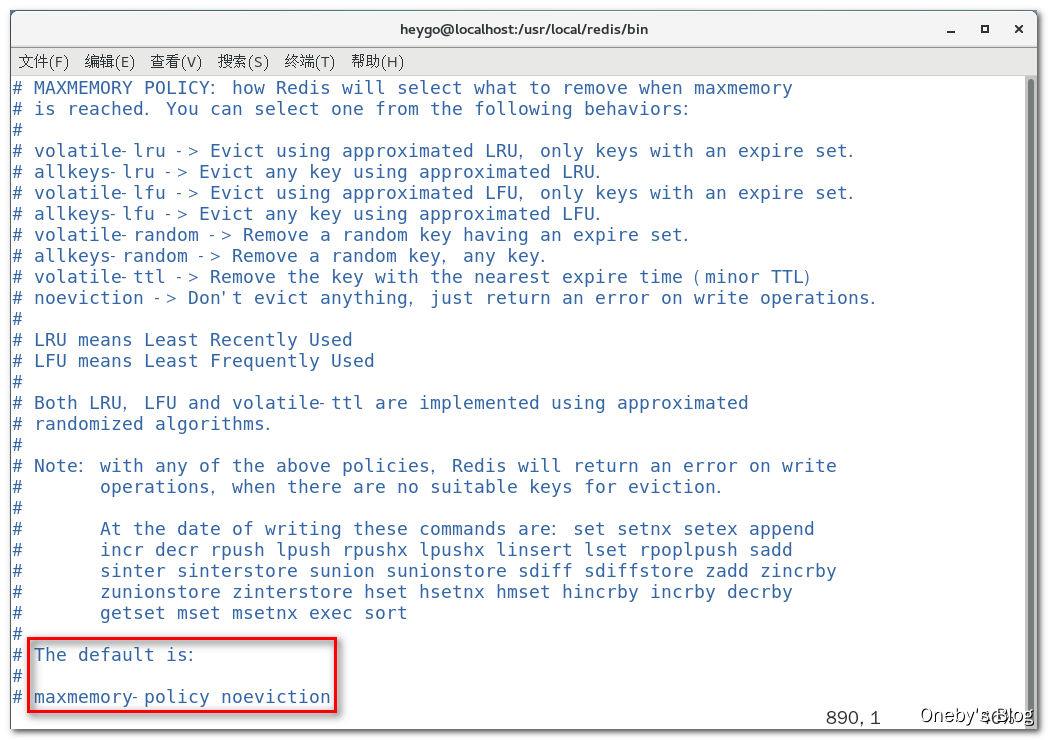 heygo@localhost:/usr/local/redis/bin
文件(F) 编辑(E) 查看(V) 搜索(S) 终端(T) 帮助(H)
# MAXMEMORY POLICY: how Redis will select what to remove when maxmemory
# is reached. You can select one from the following behaviors:
#
# volatile-lru -> Evict using approximated LRU, only keys with an expire set.
# allkeys-lru -> Evict any key using approximated LRU.
# volatile-lfu -> Evict using approximated LFU, only keys with an expire set.
# allkeys-lfu -> Evict any key using approximated LFU.
# volatile-random -> Remove a random key having an expire set.
# allkeys-random -> Remove a random key, any key.
# volatile-ttl -> Remove the key with the nearest expire time (minor TTL)
# noeviction -> Don't evict anything, just return an error on write operations.
#
# LRU means Least Recently Used
# LFU means Least Frequently Used
#
# Both LRU, LFU and volatile-ttl are implemented using approximated
# randomized algorithms.
#
# Note: with any of the above policies, Redis will return an error on write
#       operations, when there are no suitable keys for eviction.
#
#       At the date of writing these commands are: set setnx setex append
#       incr decr rpush lpush rpushx lpushx linsert lset rpoplpush sadd
#       sinter sinterstore sunion sunionstore sdiff sdiffstore zadd zincrby
#       zunionstore zinterstore hset hsetnx hmset hincrby incrby decrby
#       getset mset msetnx exec sort
#
# The default is:
#
# maxmemory-policy noeviction
890,1
Oneby's Blog